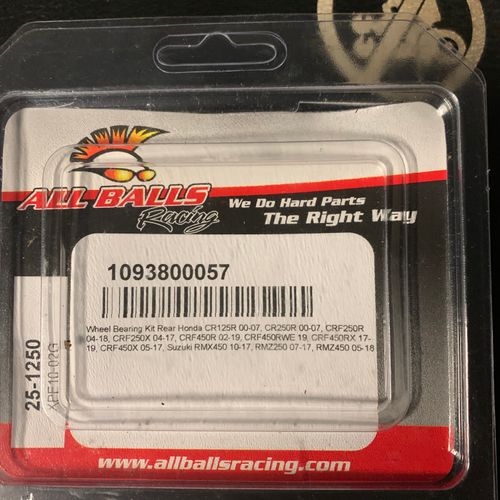 ALL BALLS
Racing
We Do Hard Parts
The Right Way
1093800057
Wheel Bearing Kit Rear Honda CR125R 00-07, CR250R 00-07, CRF250R
04-18, CRF250X 04-17, CRF450R 02-19, CRF450RWE 19, CRF450RX 17-
19, CRF450X 05-17, Suzuki RMX450 10-17, RMZ250 07-17, RMZ450 05-18
25-1250
XPF10-02G
www.allballsracing.com